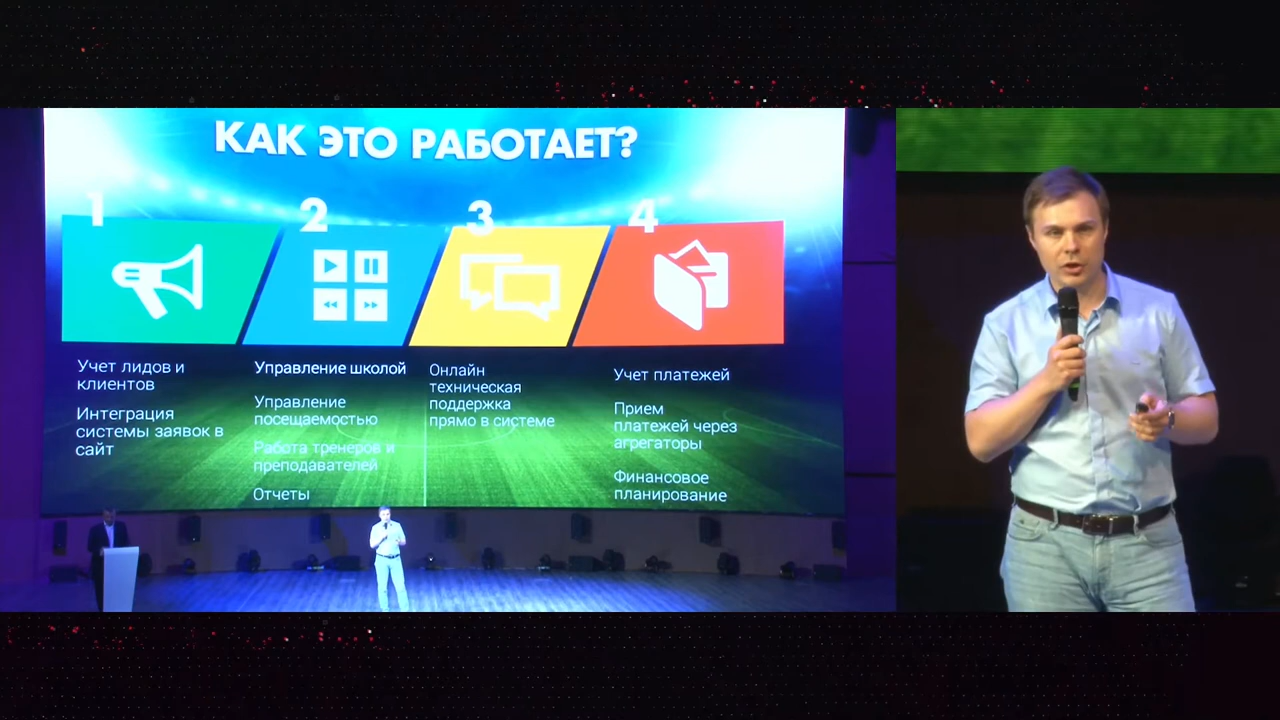 КАК ЭТО РАБОТАЕТ?
1
2
3
4
Учет лидов и
клиентов
Интеграция
системы заявок в
сайт
Управление школой
Управление
посещаемостью
Работа тренеров и
преподавателей
Отчеты
Онлайн
техническая
поддержка
прямо в системе
Учет платежей
Прием
платежей через
агрегаторы
Финансовое
планирование